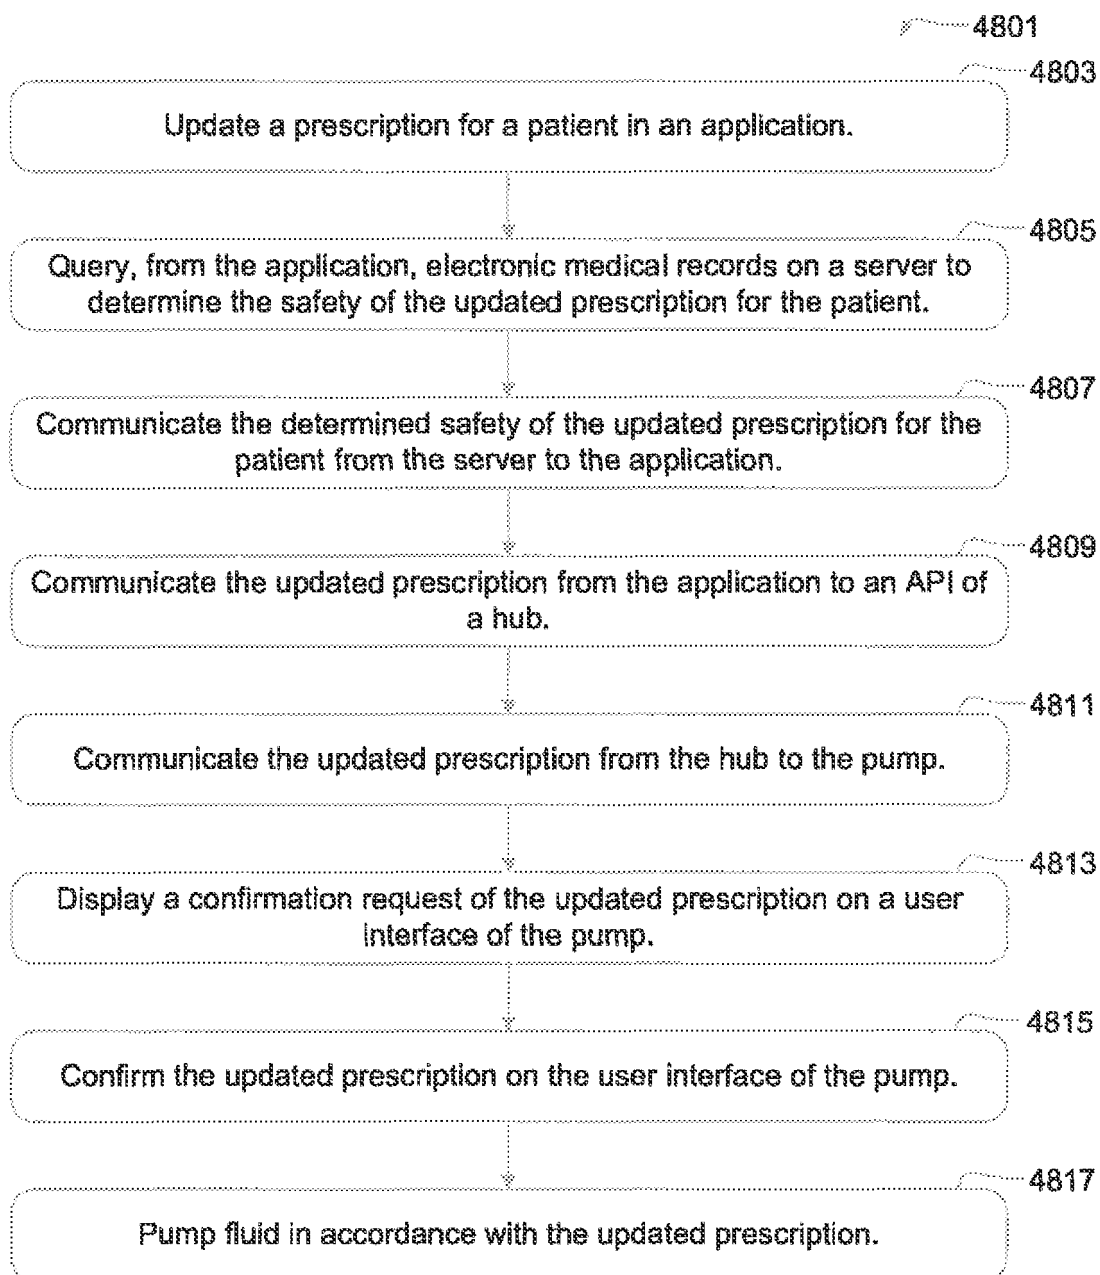 4801
4803
Update a prescription for a patient in an application.
4805
Query, from the application, electronic medical records on a server to
determine the safety of the updated prescription for the patient.
4807
Communicate the determined safety of the updated prescription for the
patient from the server to the application.
4809
Communicate the updated prescription from the application to an API of
a hub.
4811
Communicate the updated prescription from the hub to the pump.
4813
Display a confirmation request of the updated prescription on a user
interface of the pump.
4815
Confirm the updated prescription on the user interface of the pump.
4817
Pump fluid in accordance with the updated prescription.